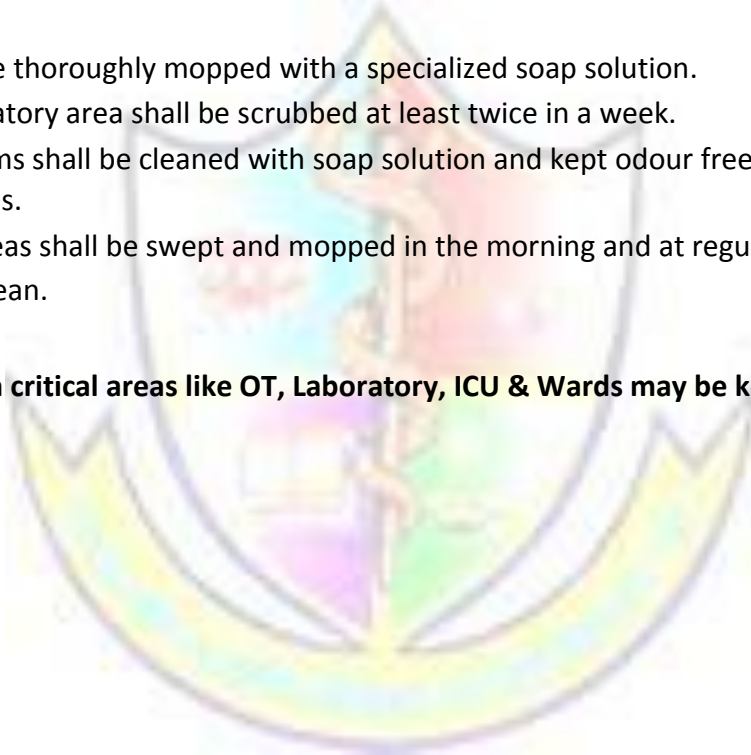 e thoroughly mopped with a specialized soap solution.
atory area shall be scrubbed at least twice in a week.
ms shall be cleaned with soap solution and kept odour free
s.
eas shall be swept and mopped in the morning and at regu
ean.
critical areas like OT, Laboratory, ICU & Wards may be k